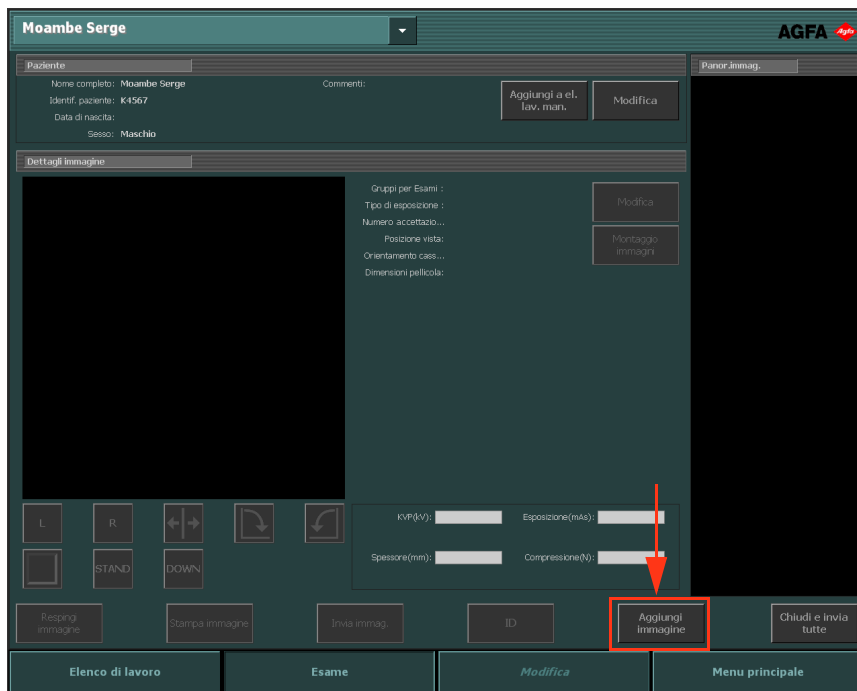 Moambe Serge
AGFA
Agfa
Paziente
Panor.immag.
Nome completo: Moambe Serge
Commenti:
Identif. paziente: K4567
Data di nascita:
Sesso: Maschio
Aggiungi a el.
lav. man.
Modifica
Dettagli immagine
Gruppi per Esami :
Tipo di esposizione :
Numero accettazio...
Posizione vista:
Orientamento cass...
Dimensioni pellicola:
Modifica
Montaggio
immagini
L
R
STAND
DOWN
KVP(kV):
Esposizione(mAs):
Spessore(mm):
Compressione(N):
Respingi
immagine
Stampa immagine
Invia immag.
ID
Aggiungi
immagine
Chiudi e invia
tutte
Elenco di lavoro
Esame
Modifica
Menu principale